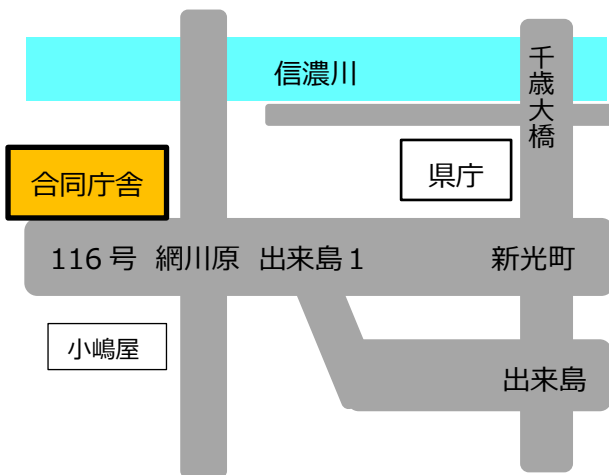 信濃川
千歳大橋
県庁
合同庁舎
116号 網川原 出来島1 新光町
小嶋屋
出来島